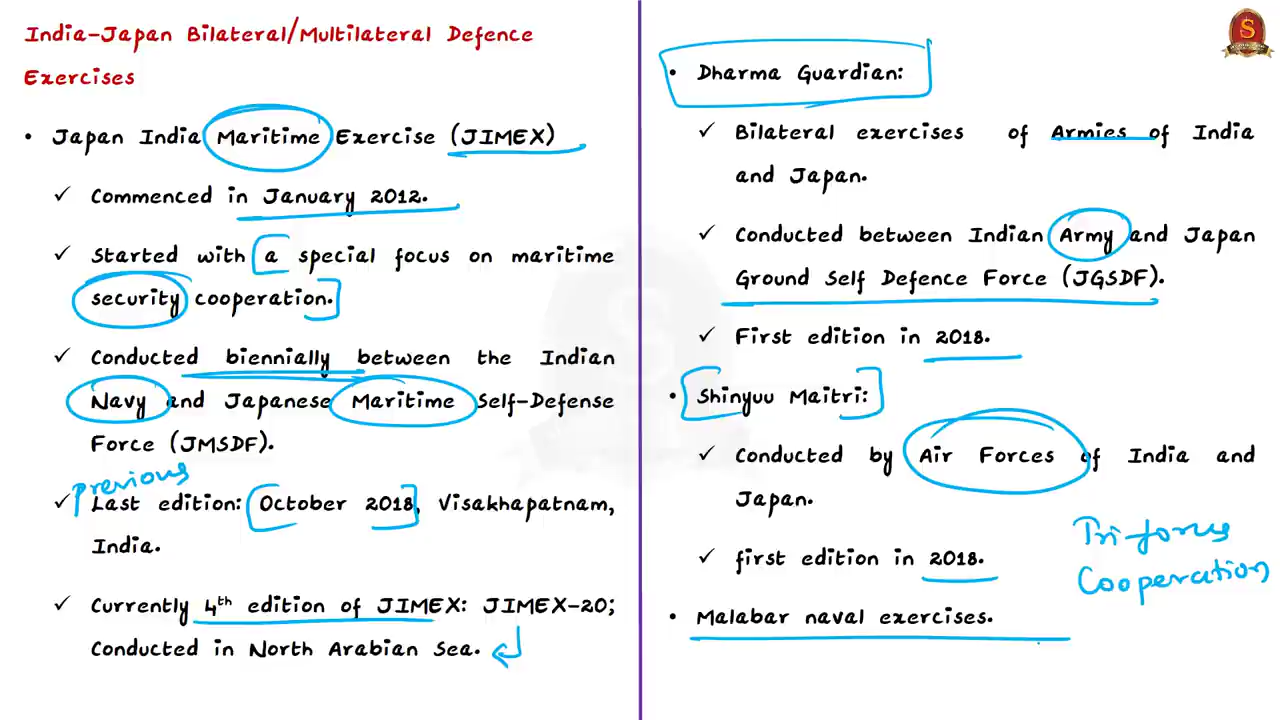 India-Japan Bilateral/Multilateral Defence
Exercises
• Japan India Maritime Exercise (JIMEX)
✓ Commenced in January 2012.
✓ Started with a special focus on maritime
security cooperation.
✓ Conducted biennially between the Indian
Navy and Japanese Maritime Self-Defense
Force (JMSDF).
previous
✓ Last edition: October 2018, Visakhapatnam,
India.
✓ Currently 4th edition of JIMEX: JIMEX-20;
Conducted in North Arabian Sea.
• Dharma Guardian:
✓ Bilateral exercises of Armies of India
and Japan.
✓ Conducted between Indian Army and Japan
Ground Self Defence Force (JGSDF).
✓ First edition in 2018.
• Shinyuu Maitri:
✓ Conducted by Air Forces of India and
Japan.
✓ first edition in 2018.
Tri-forces
Cooperation
• Malabar naval exercises.
S